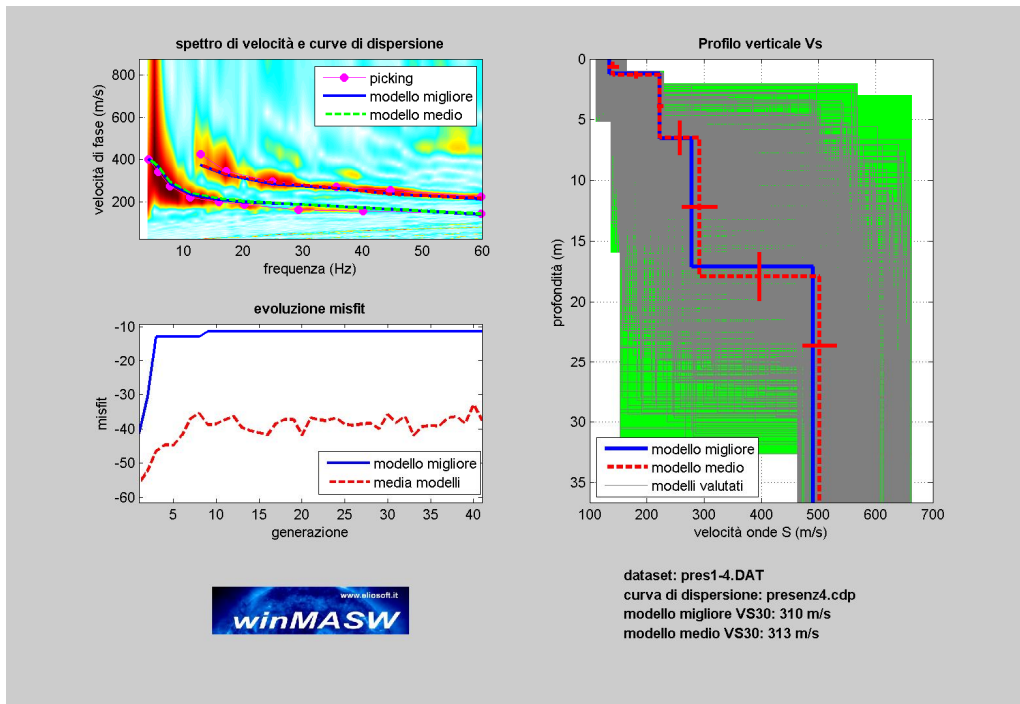 spettro di velocità e curve di dispersione
800
600
400
200
velocità di fase (m/s)
picking
modello migliore
modello medio
10
20
30
40
50
60
frequenza (Hz)
evoluzione misfit
-10
-20
-30
-40
-50
-60
misfit
modello migliore
media modelli
5
10
15
20
25
30
35
40
generazione
www.eliosoft.it
winMASW
Profilo verticale Vs
0
5
10
15
20
25
30
35
profondità (m)
modello migliore
modello medio
modelli valutati
100
200
300
400
500
600
700
velocità onde S (m/s)
dataset: pres1-4.DAT
curva di dispersione: presenz4.cdp
modello migliore VS30: 310 m/s
modello medio VS30: 313 m/s